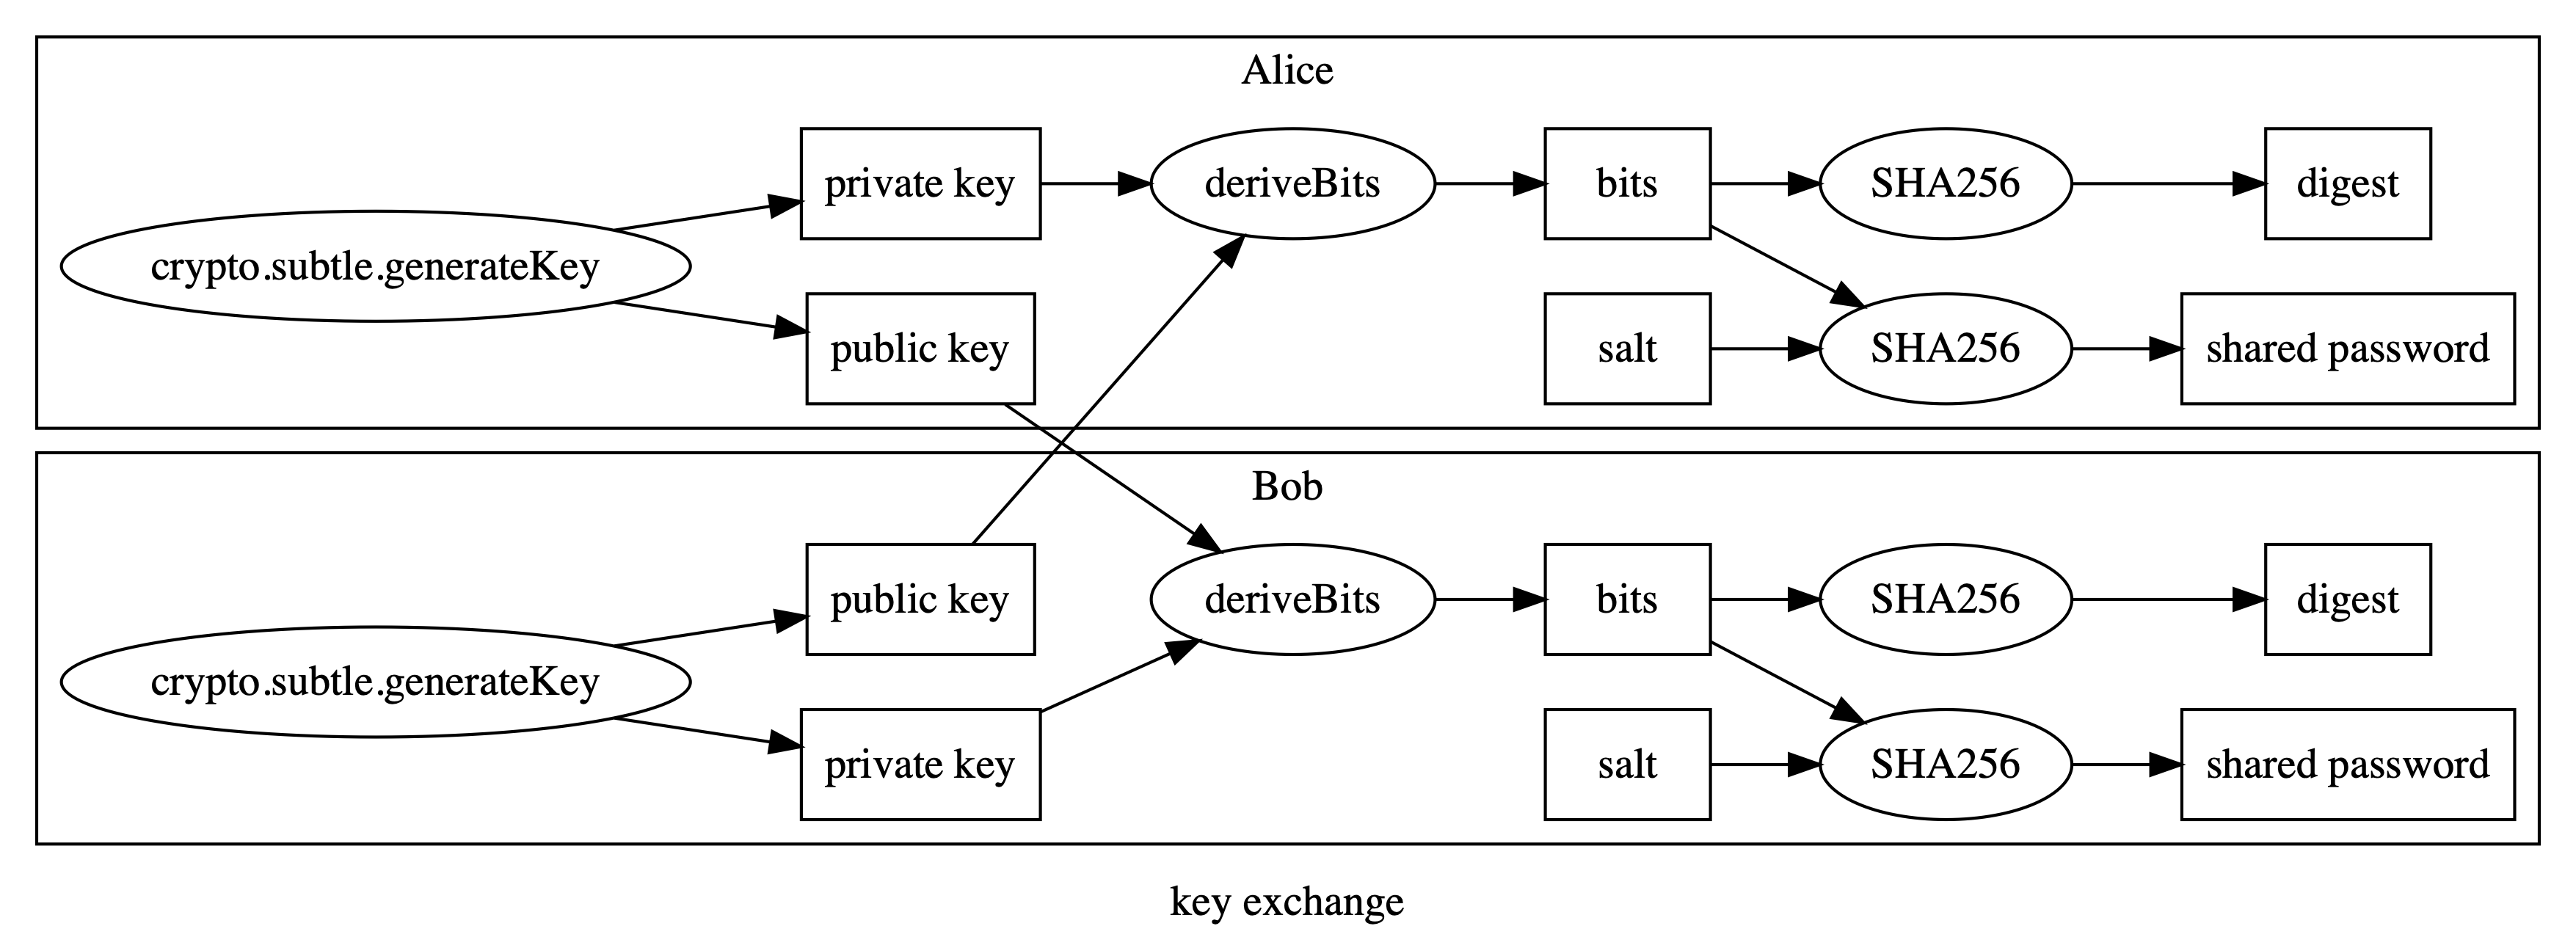 Alice
crypto.subtle.generateKey
private key
public key
deriveBits
bits
salt
SHA256
SHA256
digest
shared password
Bob
crypto.subtle.generateKey
public key
private key
deriveBits
bits
salt
SHA256
SHA256
digest
shared password
key exchange